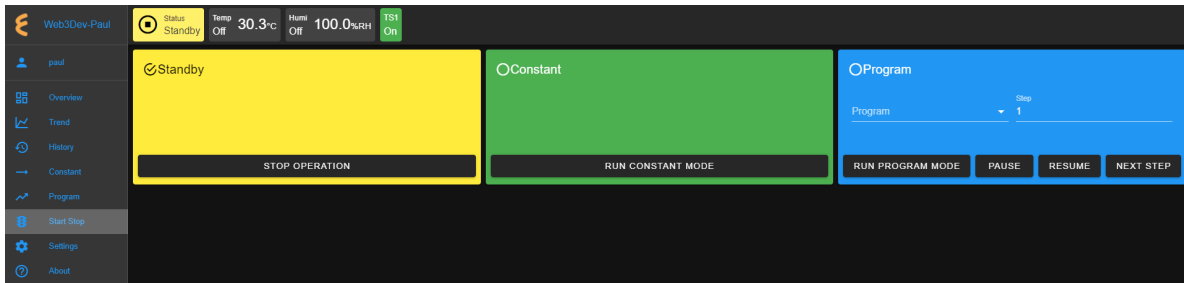 Web3Dev-Paul
Status
Standby
Temp
Off
30.3°C
Humi
Off
100.0%RH
TS1
On
paul
Overview
Trend
History
Constant
Program
Start Stop
Settings
About
Standby
STOP OPERATION
Constant
RUN CONSTANT MODE
Program
Program
Step
1
RUN PROGRAM MODE
PAUSE
RESUME
NEXT STEP